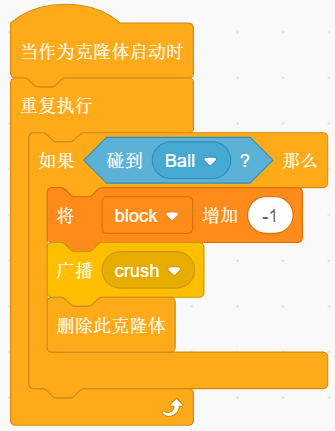 当作为克隆体启动时
重复执行
如果 碰到 Ball ? 那么
将 block 增加 -1
广播 crush
删除此克隆体